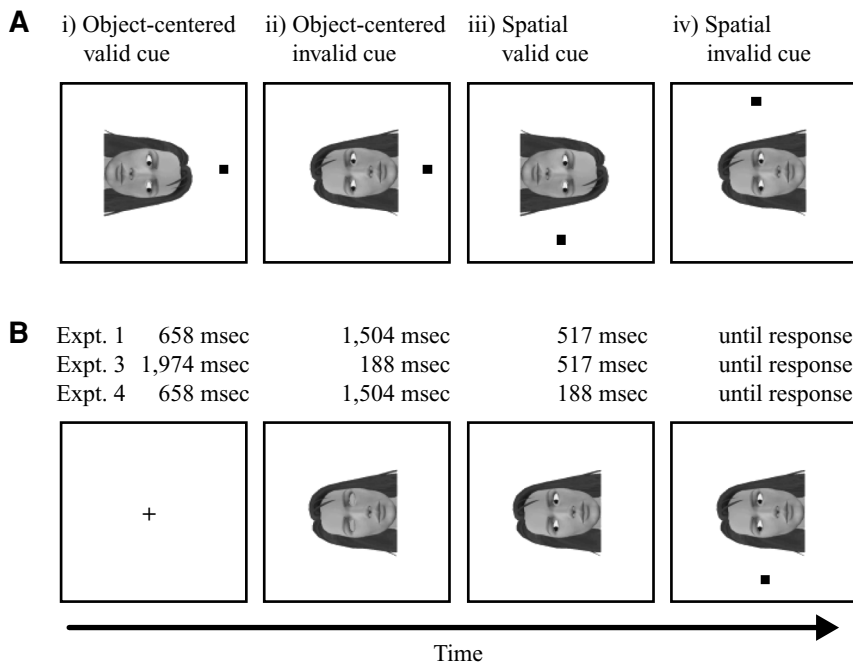 A
i) Object-centered
valid cue
ii) Object-centered
invalid cue
iii) Spatial
valid cue
iv) Spatial
invalid cue
B
Expt. 1 658 msec 1,504 msec 517 msec until response
Expt. 3 1,974 msec 188 msec 517 msec until response
Expt. 4 658 msec 1,504 msec 188 msec until response
+
Time